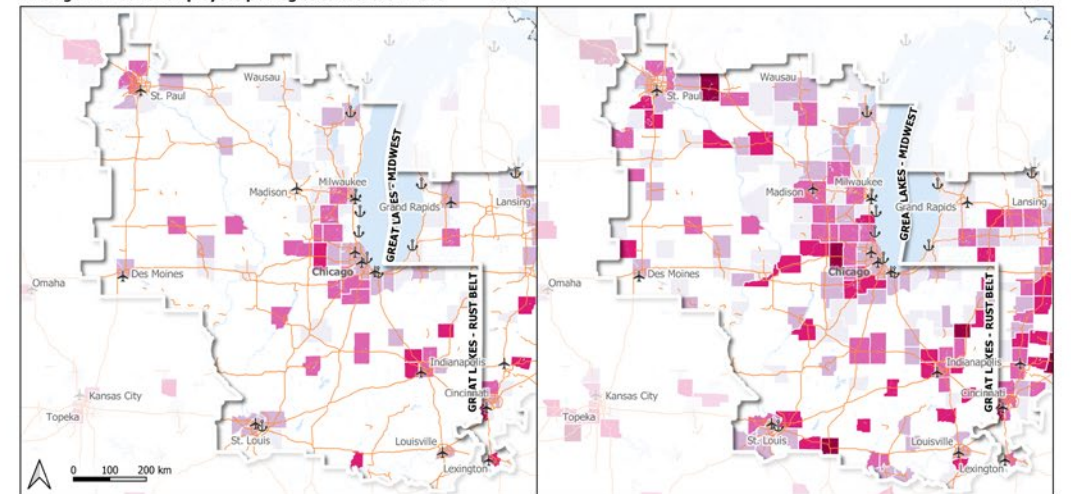 Wausau
St. Paul
GREAT LAKES - MIDWEST
Milwaukee
Madison
Grand Rapids
Lansing
Chicago
Des Moines
Omaha
GREAT LAKES - RUST BELT
Indianapolis
Kansas City
Cincinnati
Topeka
St. Louis
Louisville
Lexington
0 100 200 km
Wausau
St. Paul
GREAT LAKES - MIDWEST
Milwaukee
Madison
Grand Rapids
Lansing
Chicago
Des Moines
Omaha
GREAT LAKES - RUST BELT
Indianapolis
Kansas City
Cincinnati
Topeka
St. Louis
Louisville
Lexington